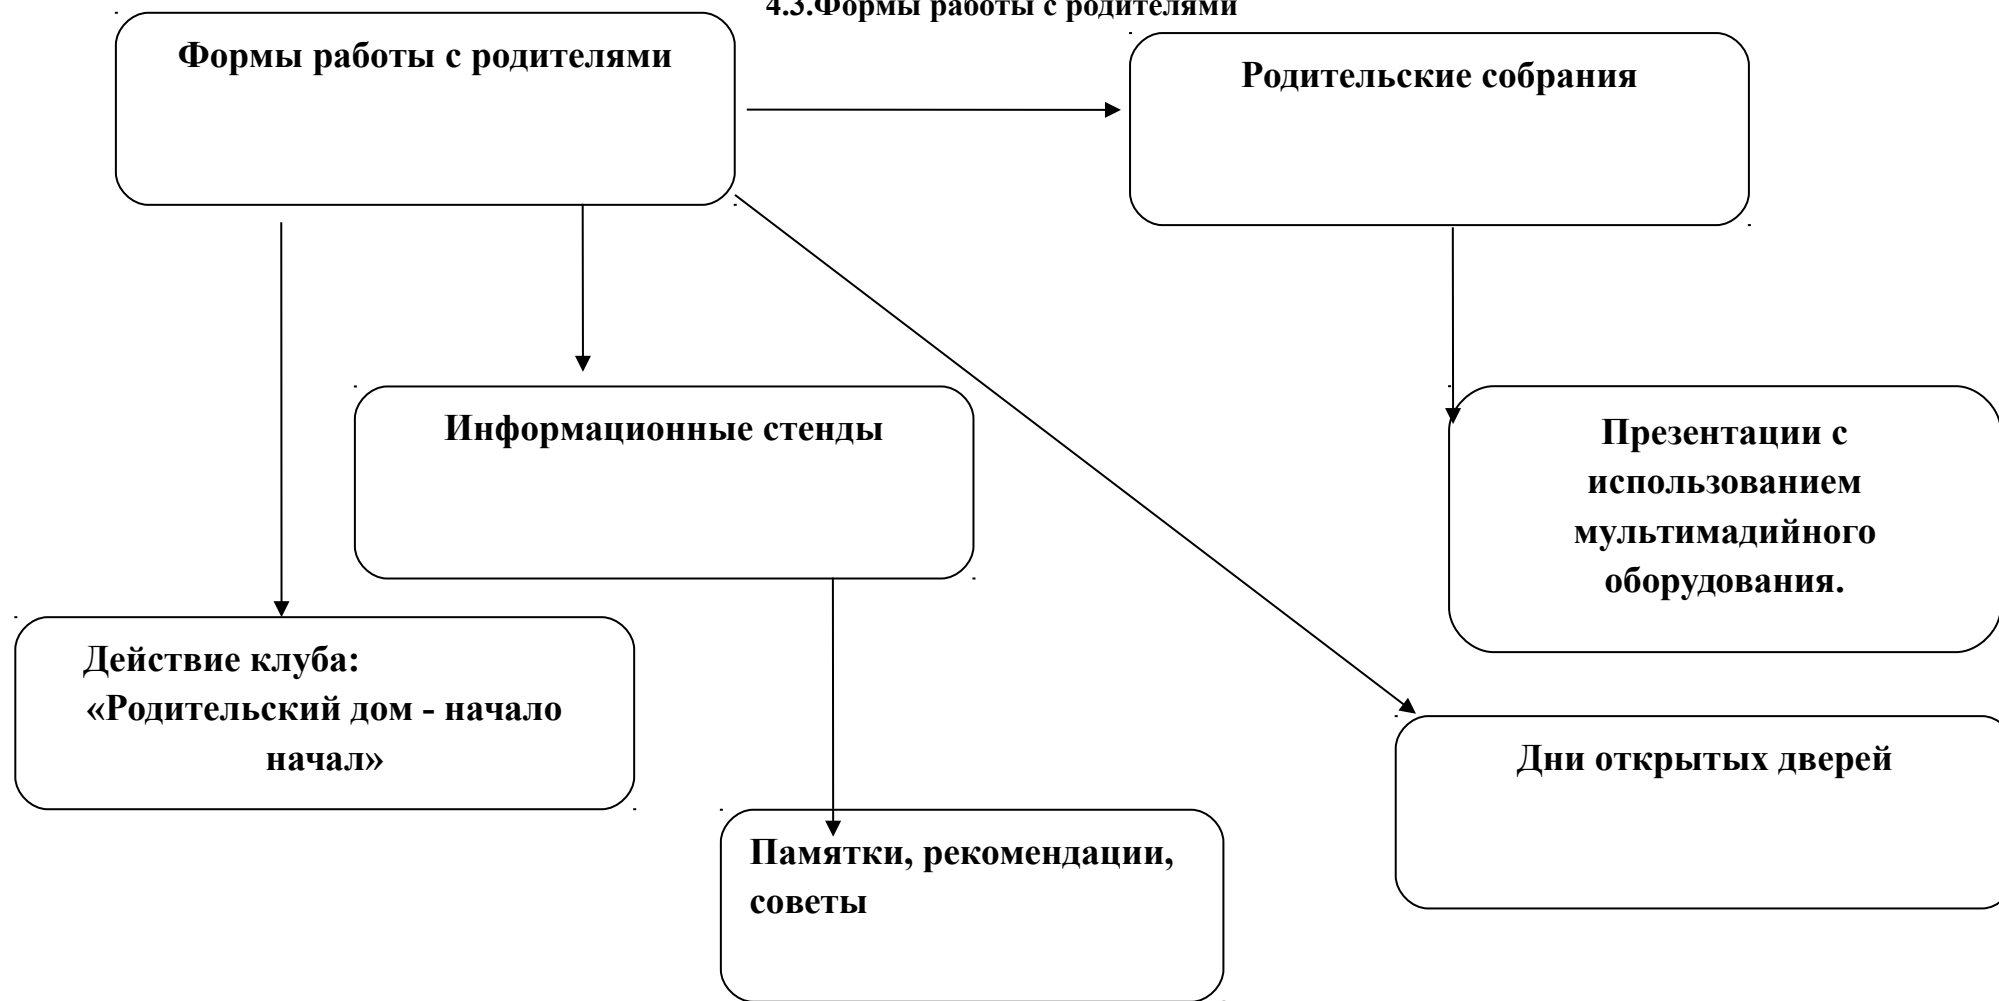 4.3.Формы работы с родителями
Формы работы с родителями
Родительские собрания
Информационные стенды
Презентации с
использованием
мультимадийного
оборудования.
Действие клуба:
«Родительский дом - начало
начал»
Дни открытых дверей
Памятки, рекомендации,
советы